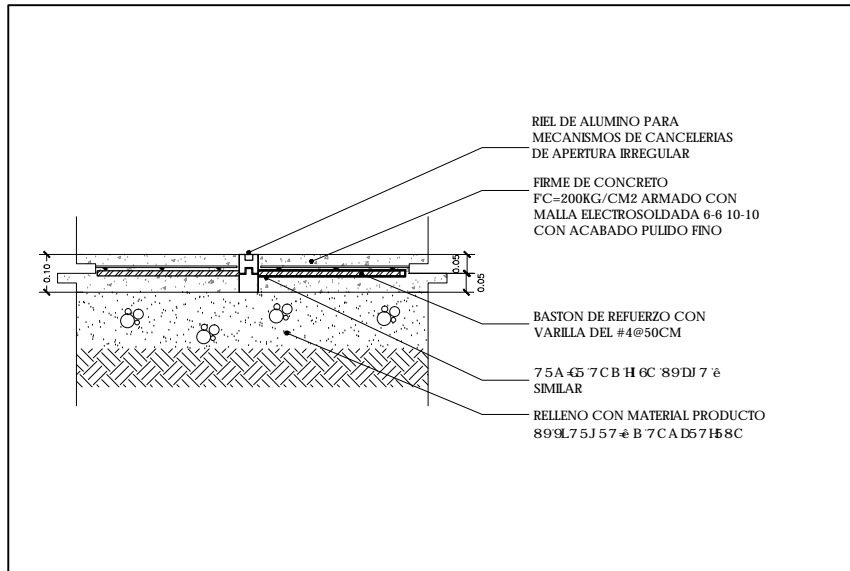 RIEL DE ALUMINO PARA
MECANISMOS DE CANCELERIAS
DE APERTURA IRREGULAR
FIRME DE CONCRETO
F'C=200KG/CM2 ARMADO CON
MALLA ELECTROSOLDADA 6-6 10-10
CON ACABADO PULIDO FINO
0.10
0.05
0.05
BASTON DE REFUERZO CON
VARILLA DEL #4@50CM
SIMILAR
RELLENO CON MATERIAL PRODUCTO